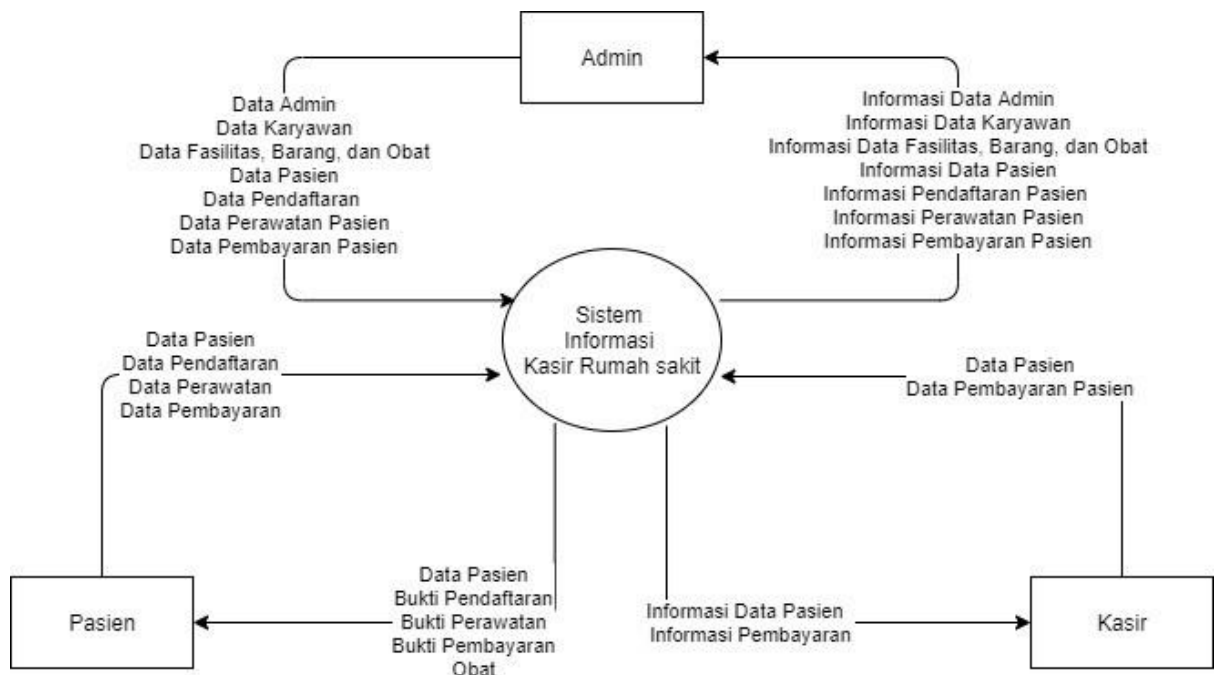 Admin
Data Admin
Data Karyawan
Data Fasilitas, Barang, dan Obat
Data Pasien
Data Pendaftaran
Data Perawatan Pasien
Data Pembayaran Pasien
Informasi Data Admin
Informasi Data Karyawan
Informasi Data Fasilitas, Barang, dan Obat
Informasi Data Pasien
Informasi Pendaftaran Pasien
Informasi Perawatan Pasien
Informasi Pembayaran Pasien
Sistem
Informasi
Kasir Rumah sakit
Data Pasien
Data Pendaftaran
Data Perawatan
Data Pembayaran
Data Pasien
Data Pembayaran Pasien
Pasien
Data Pasien
Bukti Pendaftaran
Bukti Perawatan
Bukti Pembayaran
Obat
Informasi Data Pasien
Informasi Pembayaran
Kasir